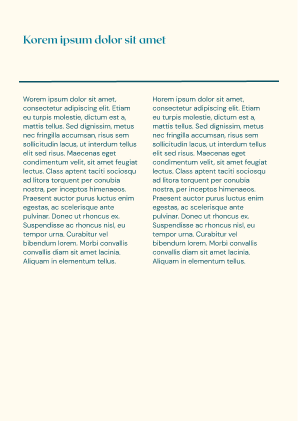 Korem ipsum dolor sit amet
Worem ipsum dolor sit amet,
consectetur adipiscing elit. Etiam
eu turpis molestie, dictum est a,
mattis tellus. Sed dignissim, metus
nec fringilla accumsan, risus sem
sollicitudin lacus, ut interdum tellus
elit sed risus. Maecenas eget
condimentum velit, sit amet feugiat
lectus. Class aptent taciti sociosqu
ad litora torquent per conubia
nostra, per inceptos himenaeos.
Praesent auctor purus luctus enim
egestas, ac scelerisque ante
pulvinar. Donec ut rhoncus ex.
Suspendisse ac rhoncus nisl, eu
tempor urna. Curabitur vel
bibendum lorem. Morbi convallis
convallis diam sit amet lacinia.
Aliquam in elementum tellus.
Horem ipsum dolor sit amet,
consectetur adipiscing elit. Etiam
eu turpis molestie, dictum est a,
mattis tellus. Sed dignissim, metus
nec fringilla accumsan, risus sem
sollicitudin lacus, ut interdum tellus
elit sed risus. Maecenas eget
condimentum velit, sit amet feugiat
lectus. Class aptent taciti sociosqu
ad litora torquent per conubia
nostra, per inceptos himenaeos.
Praesent auctor purus luctus enim
egestas, ac scelerisque ante
pulvinar. Donec ut rhoncus ex.
Suspendisse ac rhoncus nisl, eu
tempor urna. Curabitur vel
bibendum lorem. Morbi convallis
convallis diam sit amet lacinia.
Aliquam in elementum tellus.